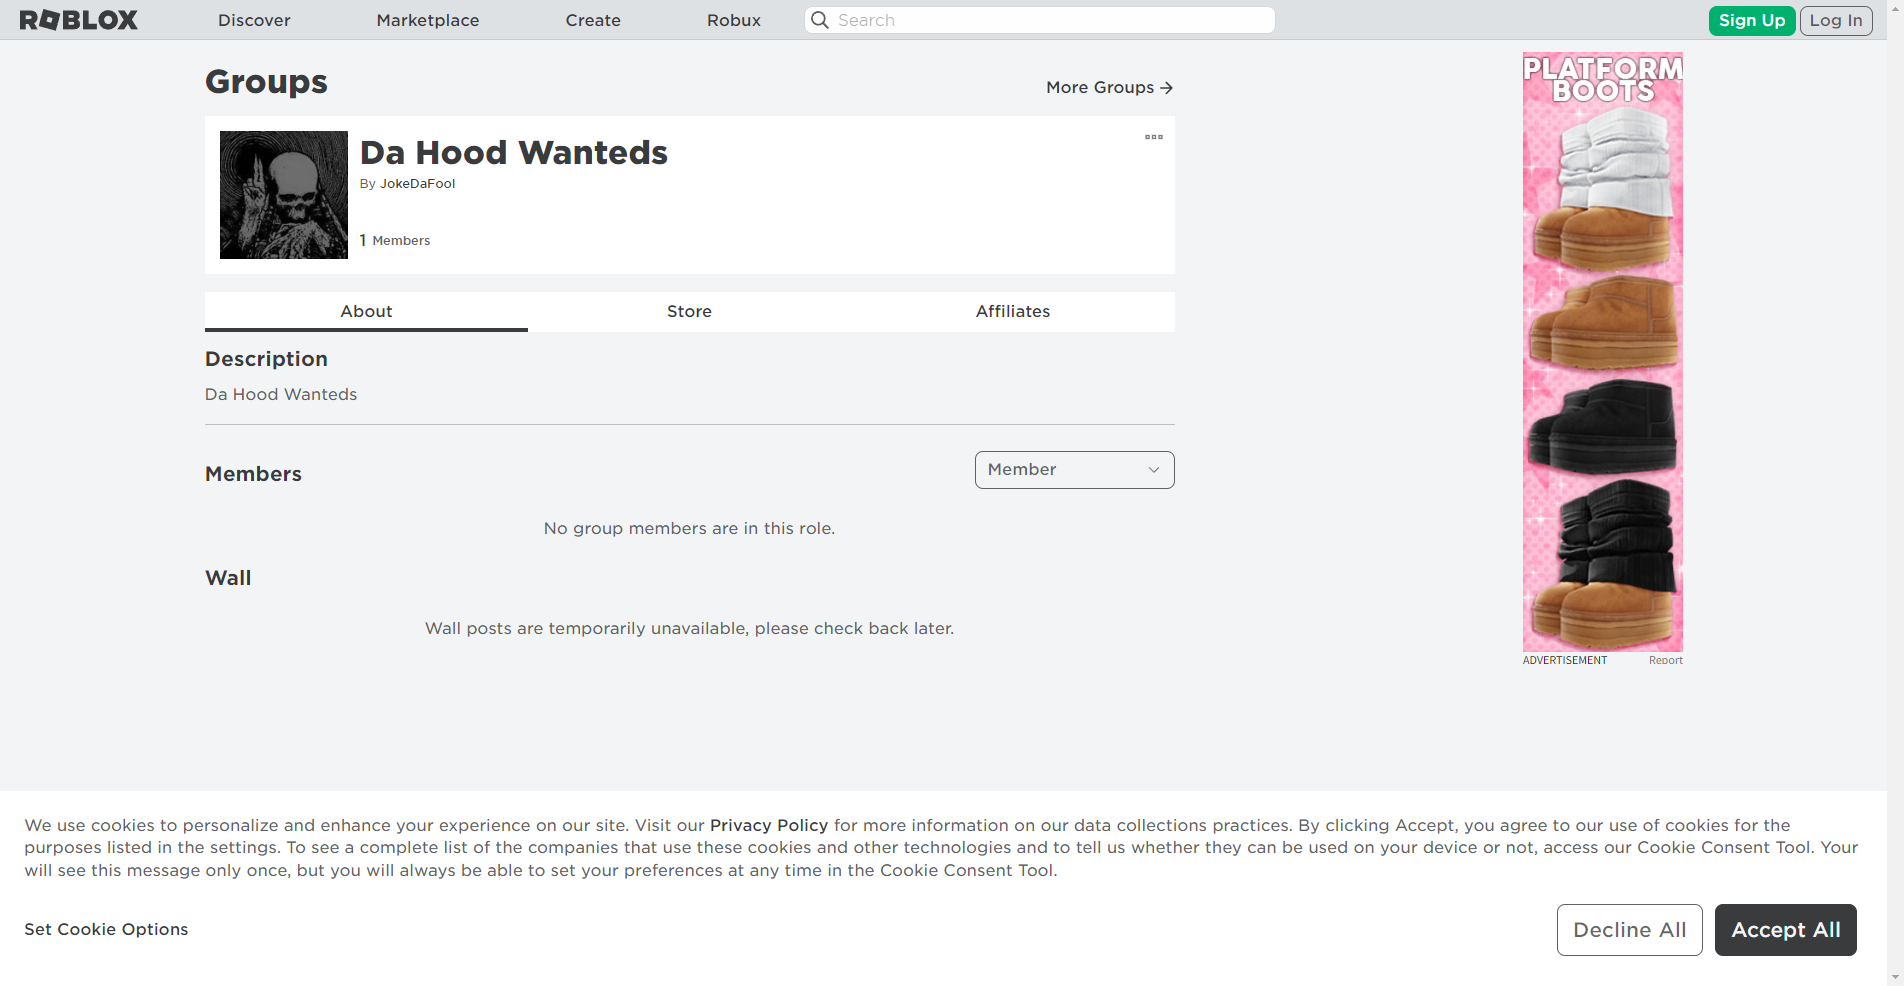 ROBLOX
Discover
Marketplace
Create
Robux
Search
Sign Up
Log In
Groups
More Groups
Da Hood Wanteds
By JokeDaFool
1 Members
About
Store
Affiliates
Description
Da Hood Wanteds
Members
Member
No group members are in this role.
Wall
Wall posts are temporarily unavailable, please check back later.
PLATFORM
BOOTS
ADVERTISEMENT
Report
We use cookies to personalize and enhance your experience on our site. Visit our Privacy Policy for more information on our data collections practices. By clicking Accept, you agree to our use of cookies for the
purposes listed in the settings. To see a complete list of the companies that use these cookies and other technologies and to tell us whether they can be used on your device or not, access our Cookie Consent Tool. Your
will see this message only once, but you will always be able to set your preferences at any time in the Cookie Consent Tool.
Set Cookie Options
Decline All
Accept All